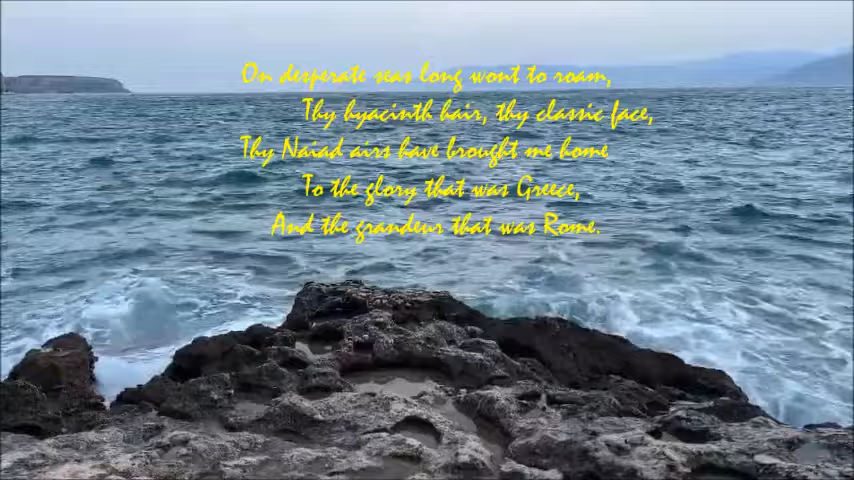 On desperate seas long wont to roam,
Thy hyacinth hair, thy classic face,
Thy Naiad airs have brought me home
To the glory that was Greece,
And the grandeur that was Rome.